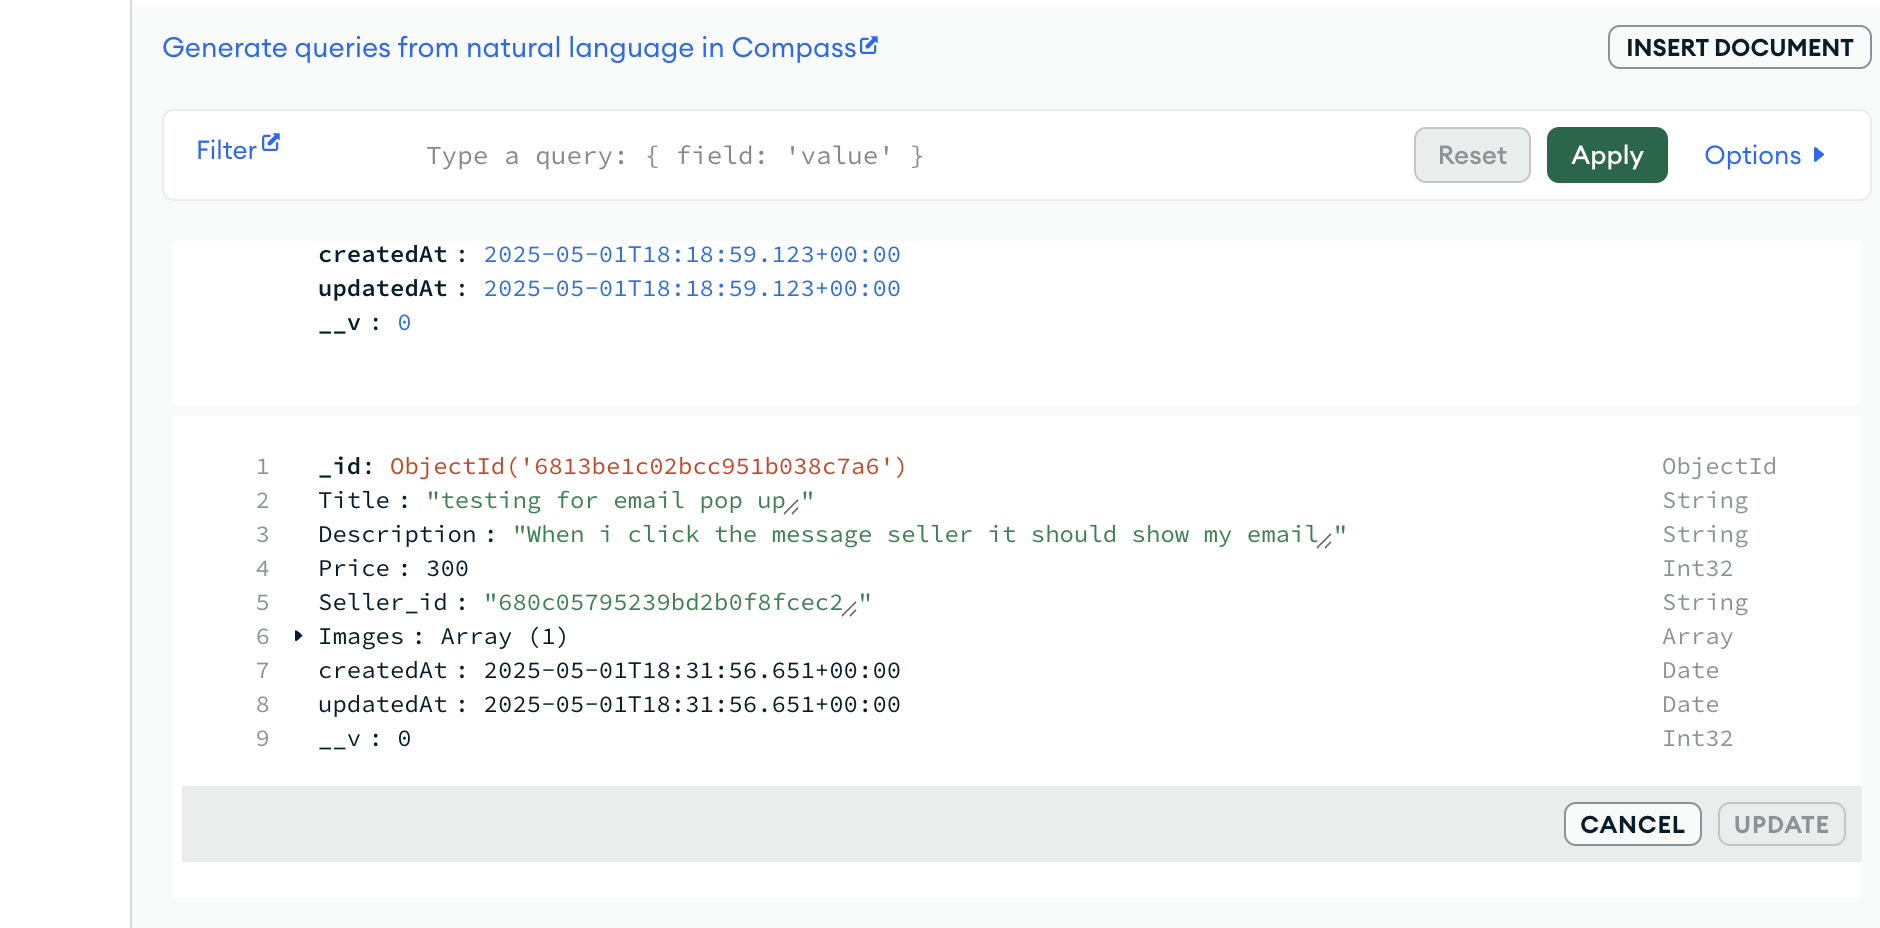 Generate queries from natural language in Compass
INSERT DOCUMENT
Filter
Type a query: { field: 'value' }
Reset
Apply
Options
createdAt : 2025-05-01T18:18:59.123+00:00
updatedAt : 2025-05-01T18:18:59.123+00:00
__v : 0
1 _id: ObjectId('6813be1c02bcc951b038c7a6') ObjectId
2 Title : "testing for email pop up" String
3 Description : "When i click the message seller it should show my email" String
4 Price : 300 Int32
5 Seller_id : "680c05795239bd2b0f8fcec2" String
6 Images : Array (1) Array
7 createdAt : 2025-05-01T18:31:56.651+00:00 Date
8 updatedAt : 2025-05-01T18:31:56.651+00:00 Date
9 __v : 0 Int32
CANCEL
UPDATE